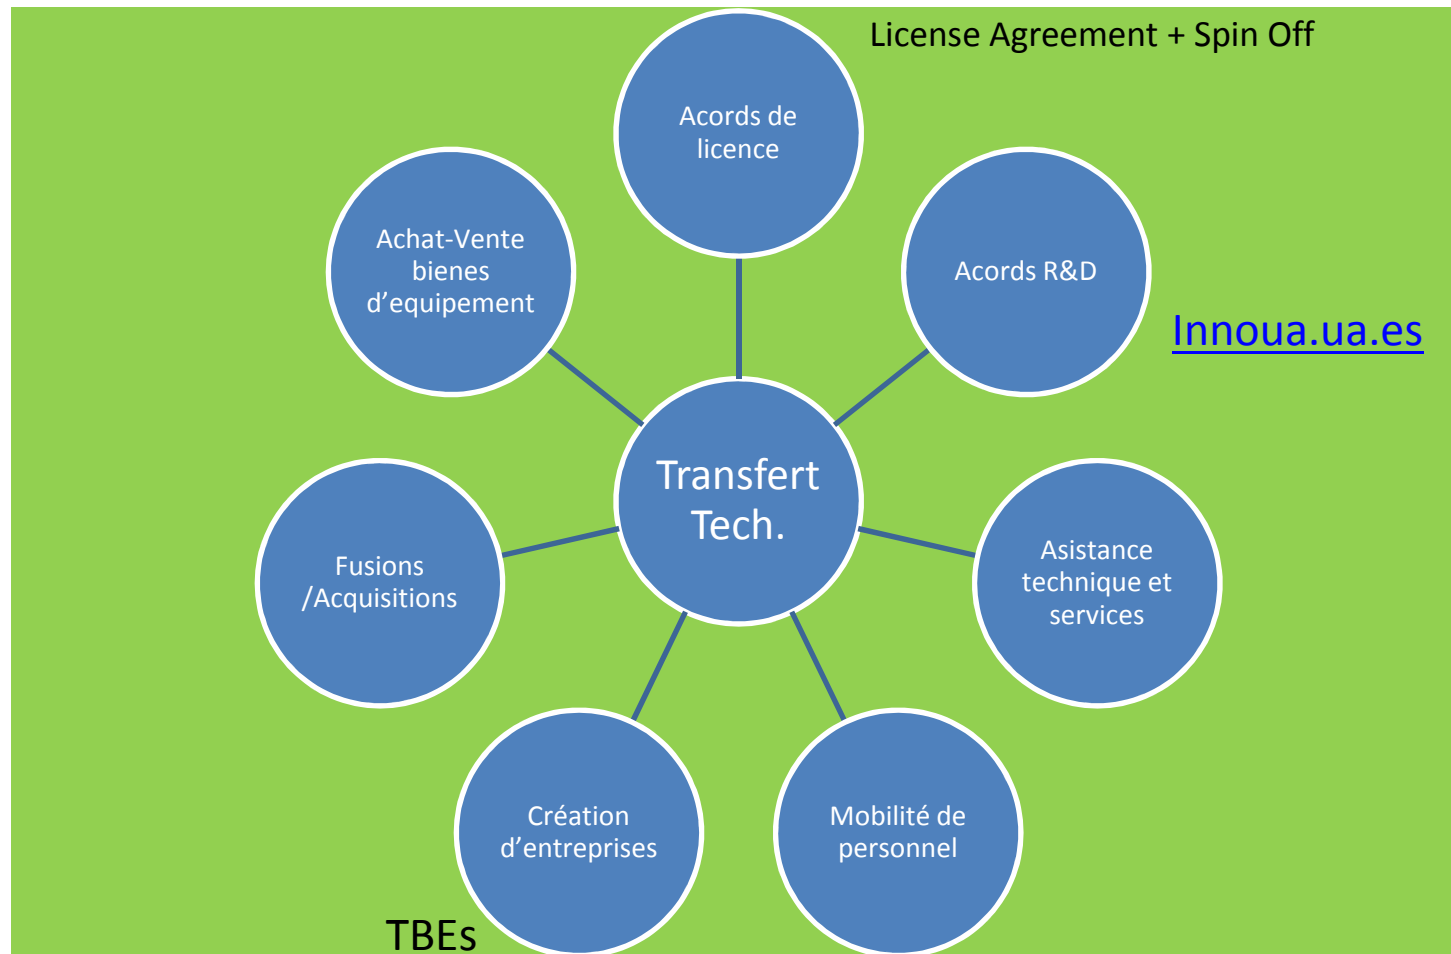 License Agreement + Spin Off
Acords de
licence
Achat-Vente
bienes
d’equipement
Acords R&D
Innoua.ua.es
Transfert
Tech.
Fusions
/Acquisitions
Asistance
technique et
services
Création
d’entreprises
Mobilité de
personnel
TBEs